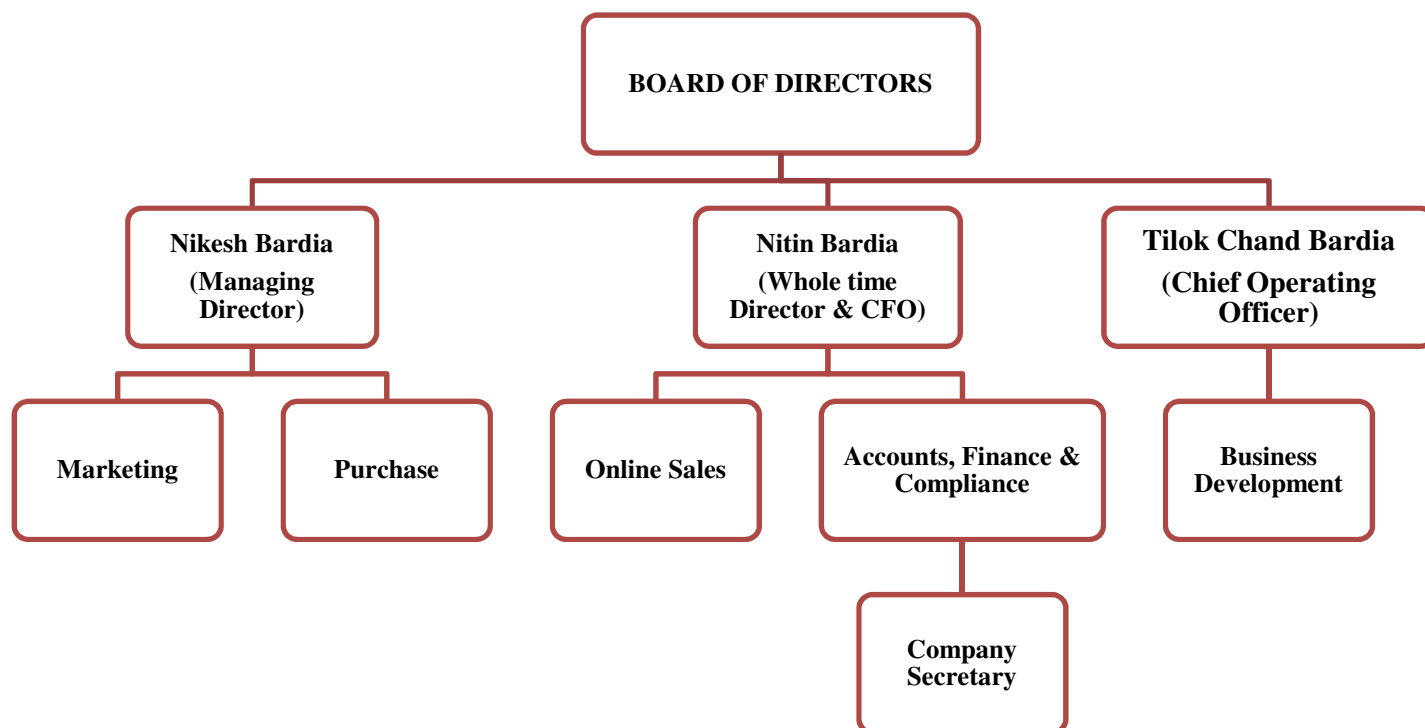 BOARD OF DIRECTORS
Nikesh Bardia
(Managing
Director)
Nitin Bardia
(Whole time
Director & CFO)
Tilok Chand Bardia
(Chief Operating
Officer)
Marketing
Purchase
Online Sales
Accounts, Finance &
Compliance
Business
Development
Company
Secretary